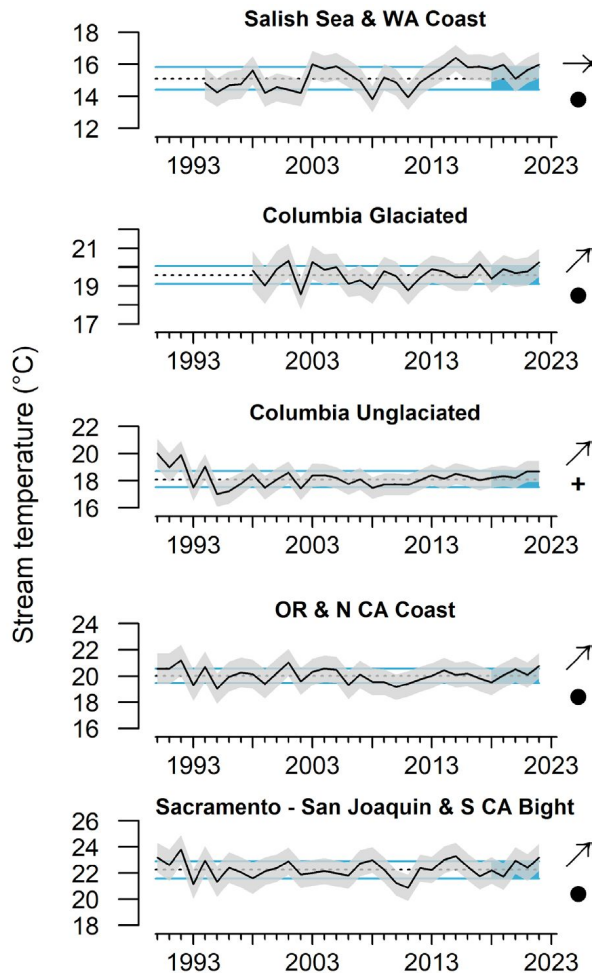 Stream temperature (°C)
Salish Sea & WA Coast
18
16
14
12
1993 2003 2013 2023
Columbia Glaciated
21
19
17
1993 2003 2013 2023
Columbia Unglaciated
22
20
18
16
+
1993 2003 2013 2023
OR & N CA Coast
24
22
20
18
16
1993 2003 2013 2023
Sacramento - San Joaquin & S CA Bight
26
24
22
20
18
1993 2003 2013 2023